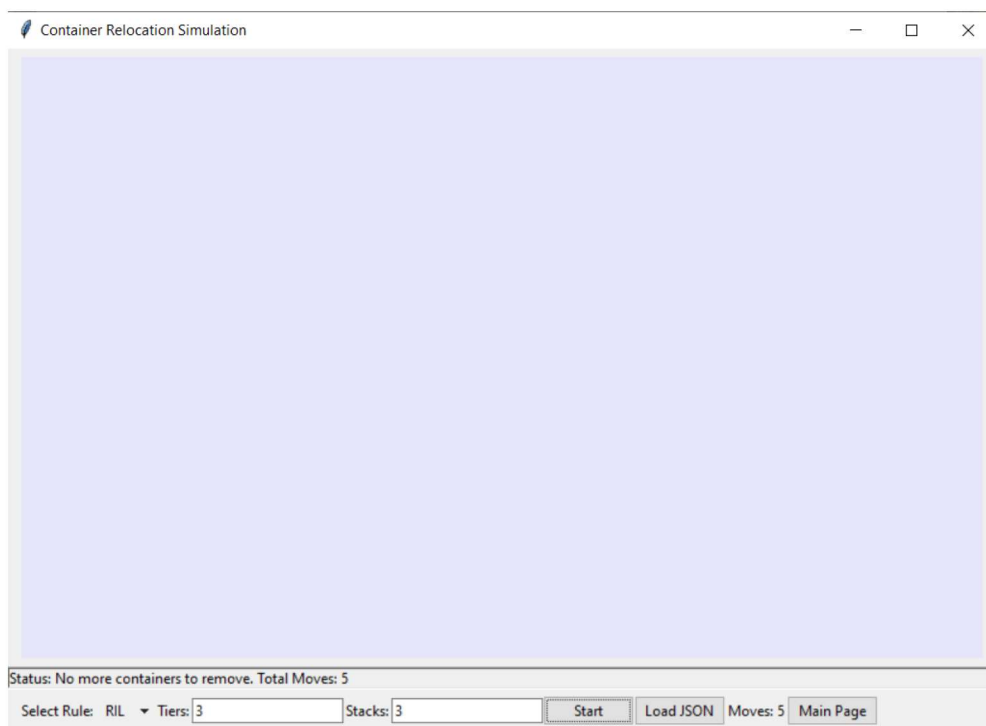 Container Relocation Simulation
Status: No more containers to remove. Total Moves: 5
Select Rule: RIL Tiers: 3 Stacks: 3 Start Load JSON Moves: 5 Main Page